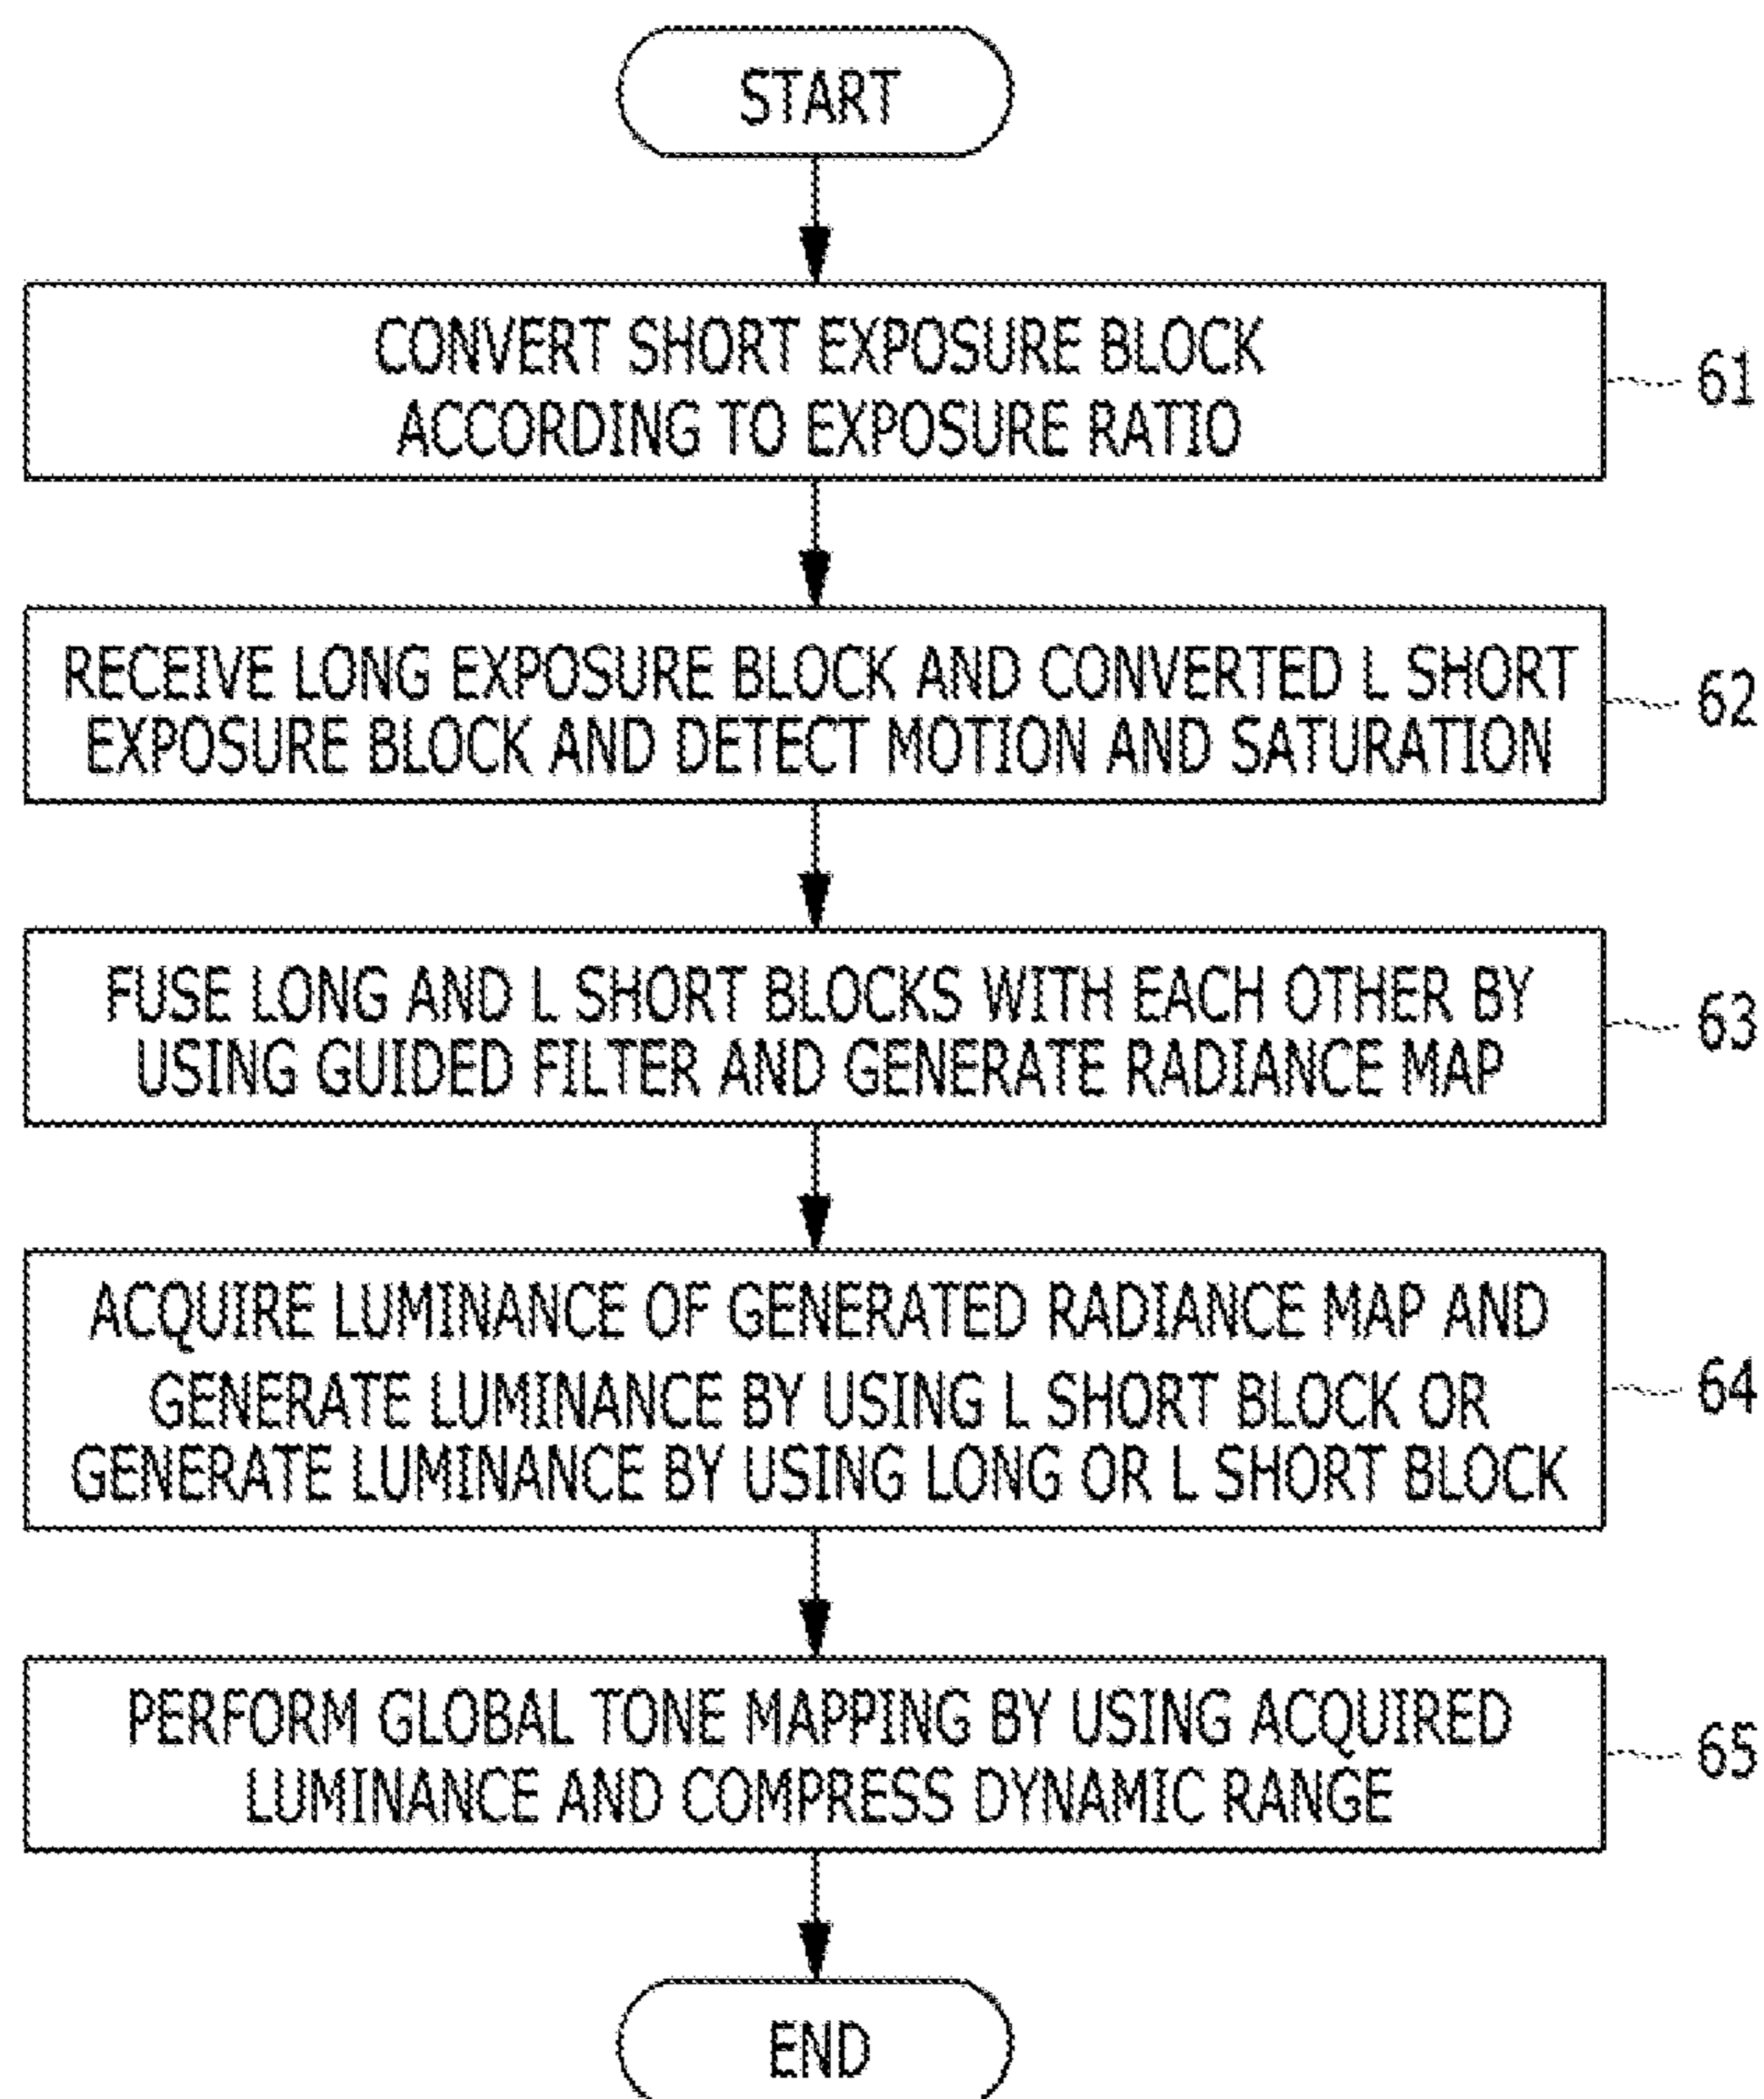 START
CONVERT SHORT EXPOSURE BLOCK
ACCORDING TO EXPOSURE RATIO
61
RECEIVE LONG EXPOSURE BLOCK AND CONVERTED L SHORT
EXPOSURE BLOCK AND DETECT MOTION AND SATURATION
62
FUSE LONG AND L SHORT BLOCKS WITH EACH OTHER BY
USING GUIDED FILTER AND GENERATE RADIANCE MAP
63
ACQUIRE LUMINANCE OF GENERATED RADIANCE MAP AND
GENERATE LUMINANCE BY USING L SHORT BLOCK OR
GENERATE LUMINANCE BY USING LONG OR L SHORT BLOCK
64
PERFORM GLOBAL TONE MAPPING BY USING ACQUIRED
LUMINANCE AND COMPRESS DYNAMIC RANGE
65
END